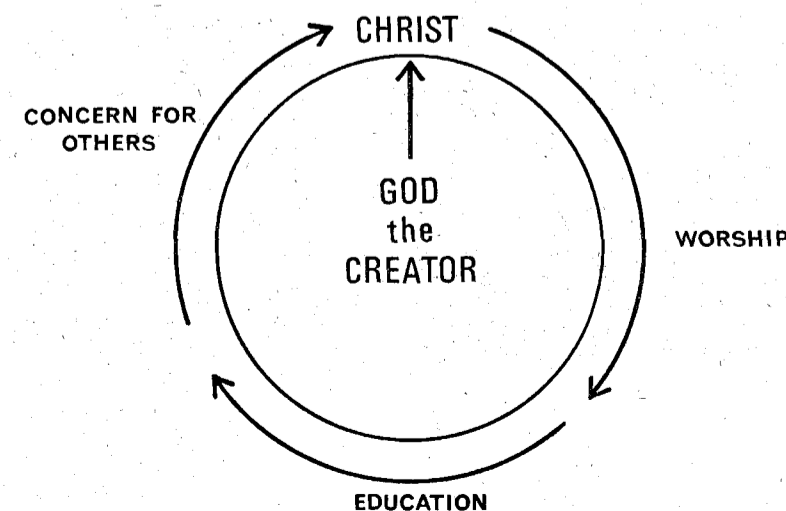 CHRIST
CONCERN FOR
OTHERS
GOD
the
CREATOR
WORSHIP
EDUCATION